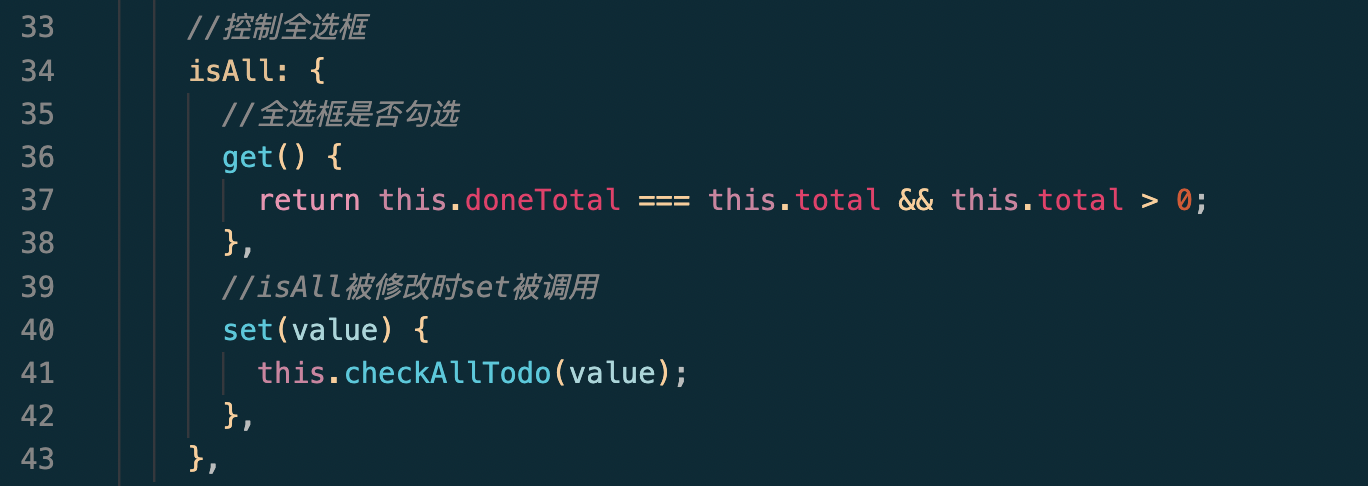 33 //控制全选框
34 isAll: {
35 //全选框是否勾选
36 get() {
37 return this.doneTotal === this.total && this.total > 0;
38 },
39 //isAll被修改时set被调用
40 set(value) {
41 this.checkAllTodo(value);
42 },
43 },